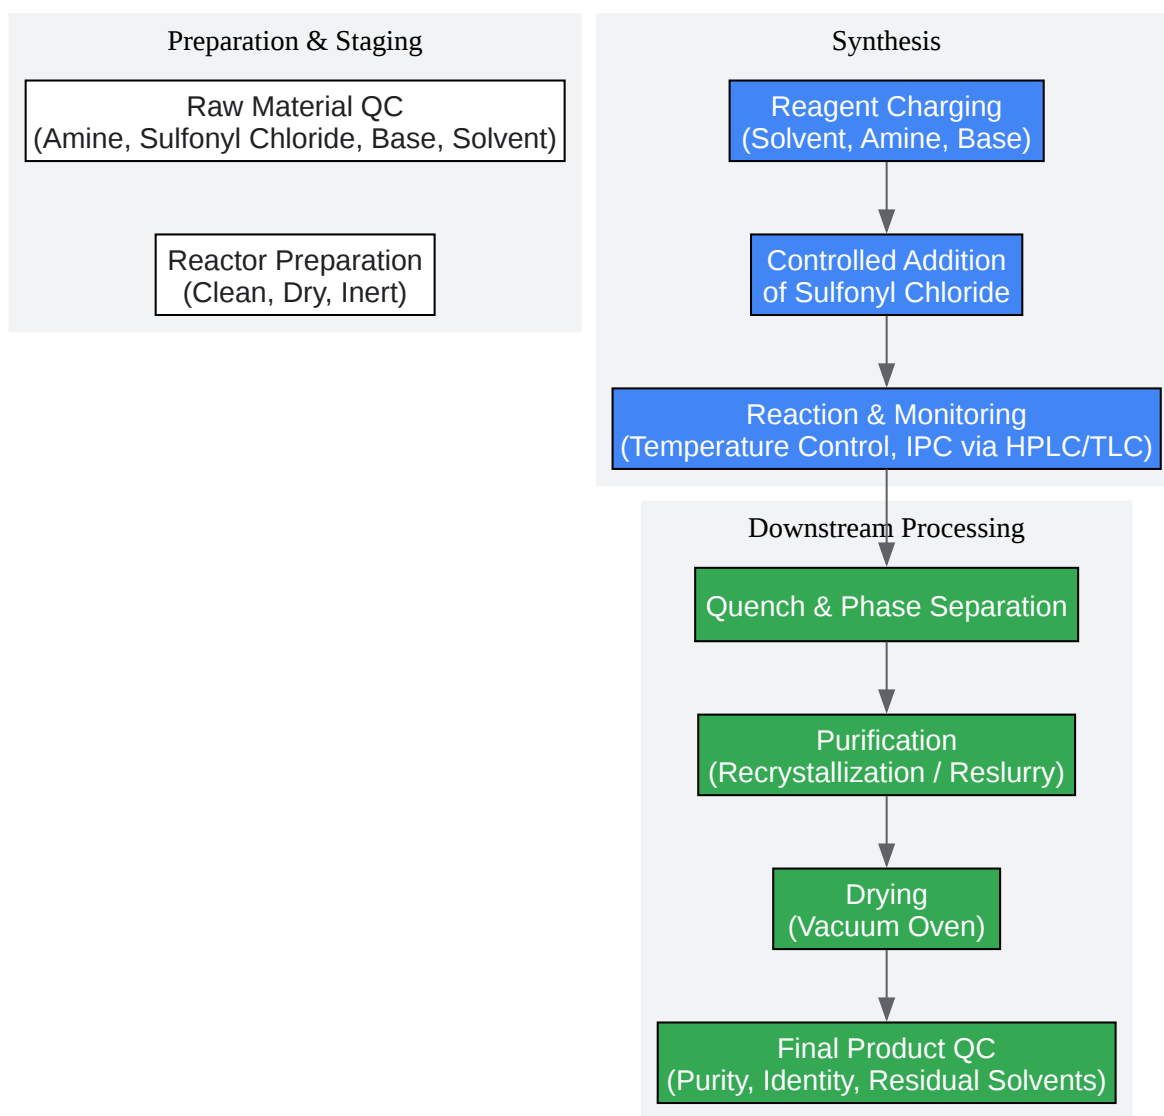 Preparation & Staging
Raw Material QC
(Amine, Sulfonyl Chloride, Base, Solvent)
Reactor Preparation
(Clean, Dry, Inert)
Synthesis
Reagent Charging
(Solvent, Amine, Base)
Controlled Addition
of Sulfonyl Chloride
Reaction & Monitoring
(Temperature Control, IPC via HPLC/TLC)
Downstream Processing
Quench & Phase Separation
Purification
(Recrystallization / Reslurry)
Drying
(Vacuum Oven)
Final Product QC
(Purity, Identity, Residual Solvents)